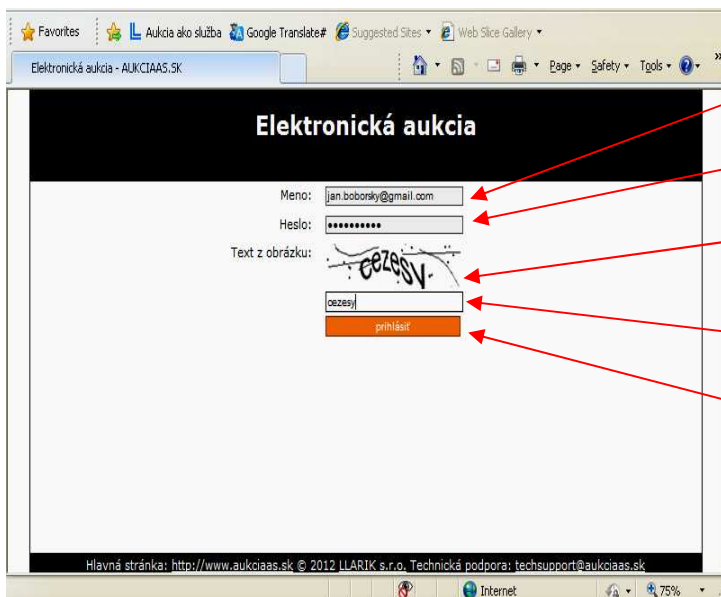 Favorites Aukcia ako služba Google Translate# Suggested Sites Web Slice Gallery
Elektronická aukcia - AUKCIAAS.SK Page Safety Tools »
Elektronická aukcia
Meno: jan.boborsky@gmail.com
Heslo: ••••••••••
Text z obrázku: cezesy
cezesy
prihlásiť
Hlavná stránka: http://www.aukciaas.sk © 2012 LLARIK s.r.o. Technická podpora: techsupport@aukciaas.sk
Internet 75%